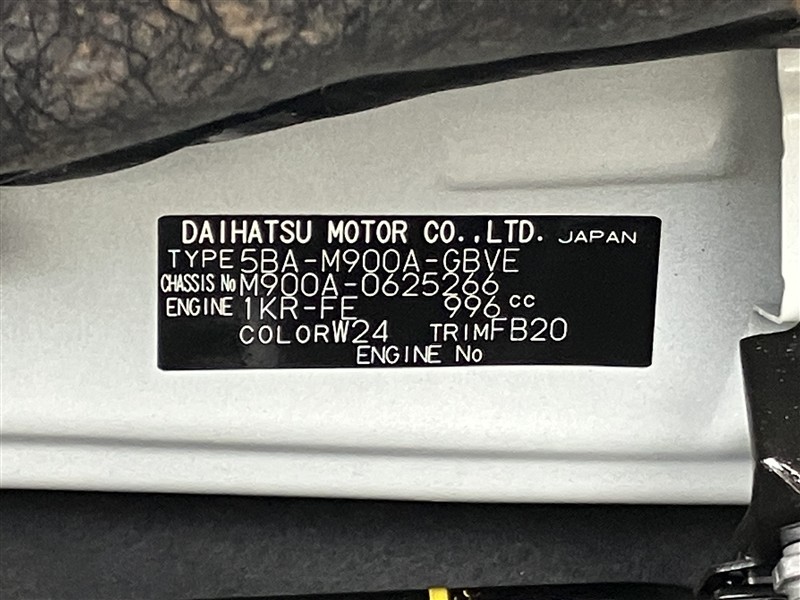 DAIHATSU MOTOR CO.,LTD. JAPAN
TYPE 5BA-M900A-GBVE
CHASSIS No M900A-0625266
ENGINE 1KR-FE 996 cc
COLOR W24 TRIM FB20
ENGINE No